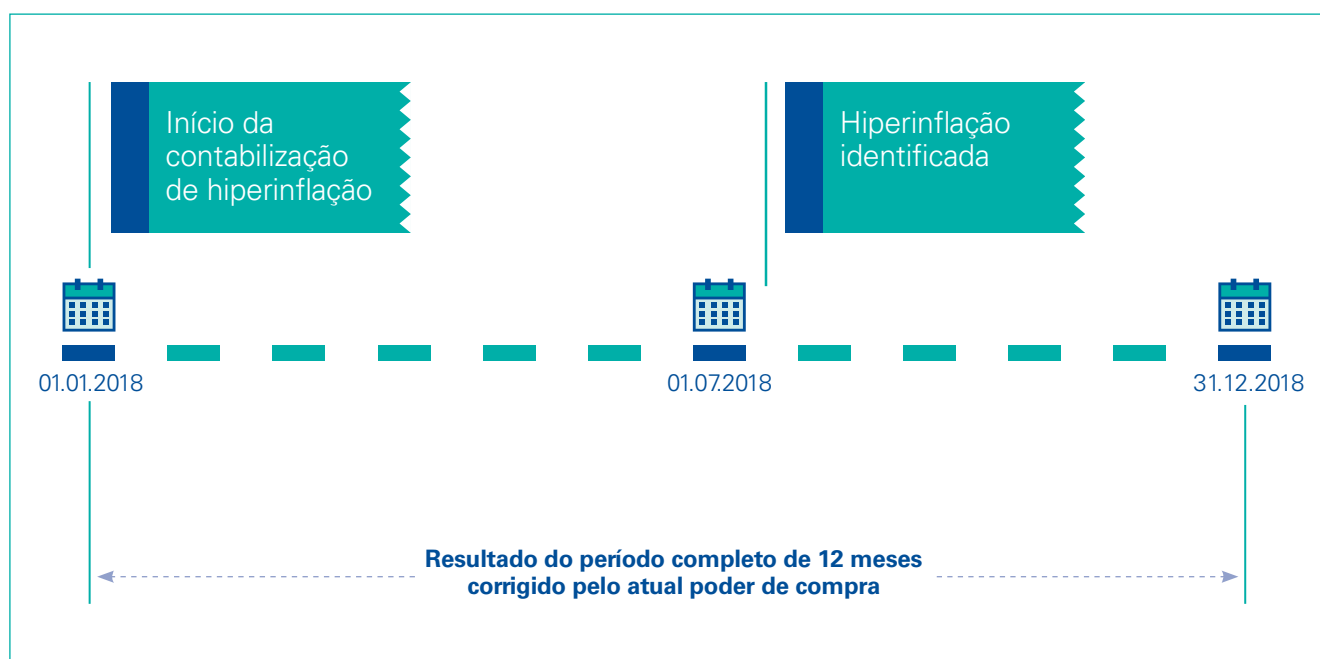 Início da
contabilização
de hiperinflação
Hiperinflação
identificada
01.01.2018
01.07.2018
31.12.2018
Resultado do período completo de 12 meses
corrigido pelo atual poder de compra